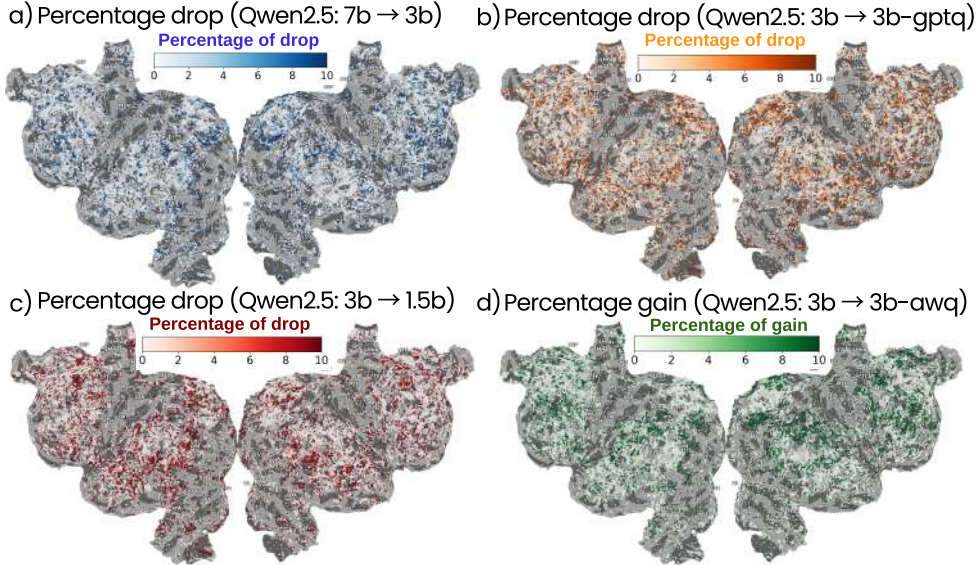 a) Percentage drop (Qwen2.5: 7b → 3b)
Percentage of drop
0 2 4 6 8 10
b) Percentage drop (Qwen2.5: 3b → 3b-gptq)
Percentage of drop
0 2 4 6 8 10
c) Percentage drop (Qwen2.5: 3b → 1.5b)
Percentage of drop
0 2 4 6 8 10
d) Percentage gain (Qwen2.5: 3b → 3b-awq)
Percentage of gain
0 2 4 6 8 10